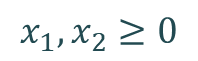 x₁, x₂ ≥ 0